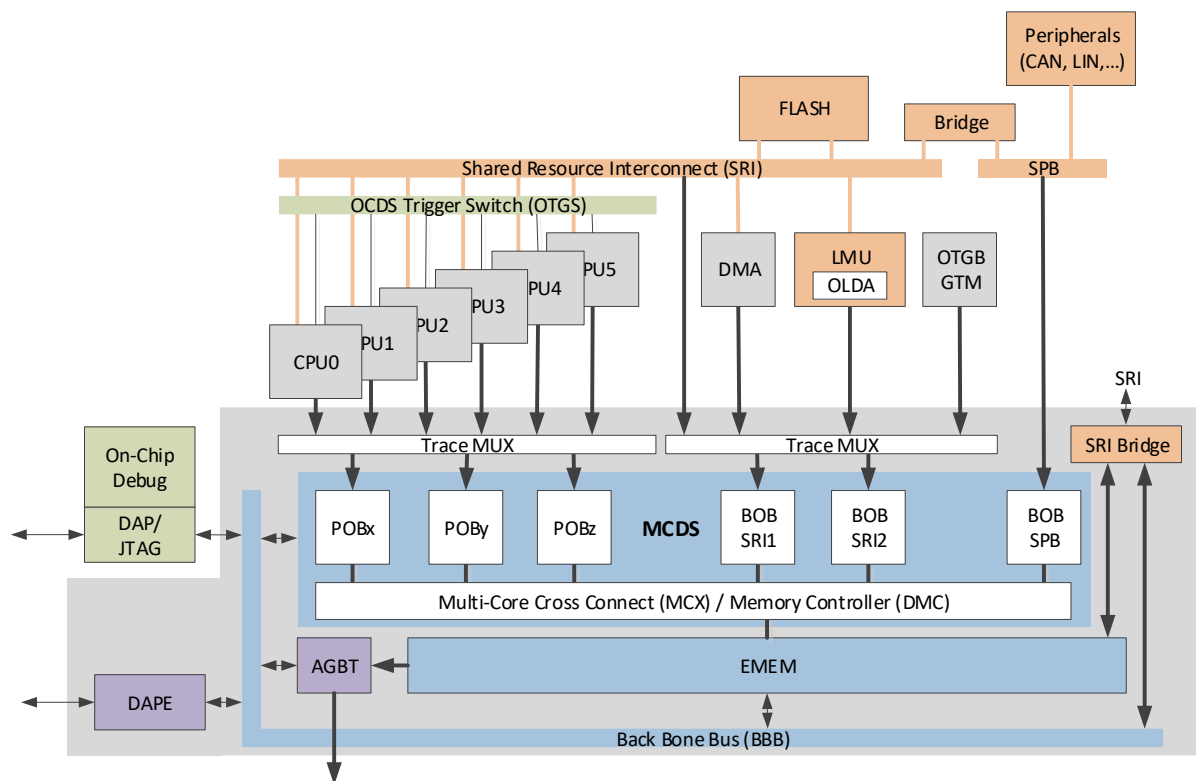 Peripherals
(CAN, LIN,...)
FLASH
Bridge
Shared Resource Interconnect (SRI)
SPB
OCDS Trigger Switch (OTGS)
CPU0
PU1
PU2
PU3
PU4
PU5
DMA
LMU
OLDA
OTGB
GTM
SRI
Trace MUX
Trace MUX
SRI Bridge
On-Chip
Debug
DAP/
JTAG
POBx
POBy
POBz
MCDS
BOB
SRI1
BOB
SRI2
BOB
SPB
Multi-Core Cross Connect (MCX) / Memory Controller (DMC)
AGBT
EMEM
DAPE
Back Bone Bus (BBB)